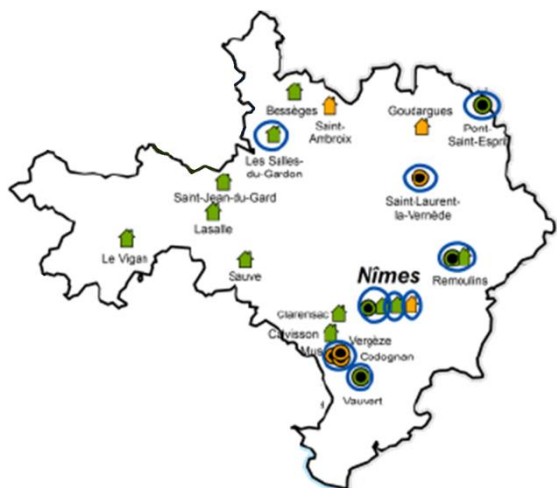 Bessèges
Saint-
Ambroix
Goudargues
Pont-
Saint-Esprit
Les Salles-
du-Gardon
Saint-Jean-du-Gard
Saint-Laurent-
la-Vernède
Lasalle
Le Vigan
Sauve
Remoulins
Nîmes
Clarensac
Calvisson
Vergèze
Mus
Codognan
Vauvert